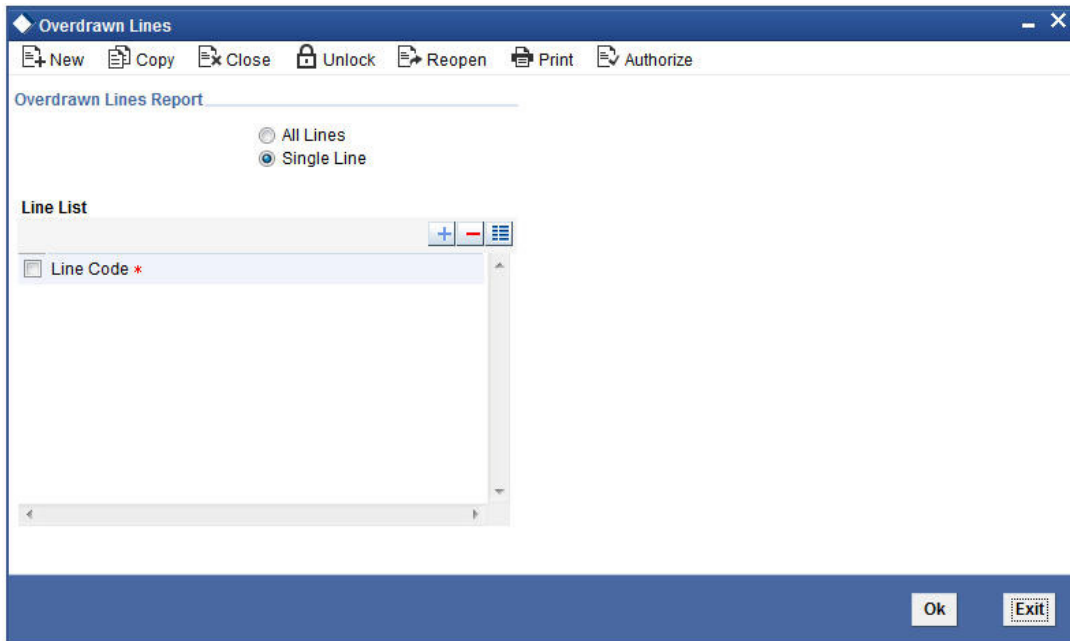 Overdrawn Lines
New Copy Close Unlock Reopen Print Authorize
Overdrawn Lines Report
All Lines
Single Line
Line List
Line Code *
Ok Exit